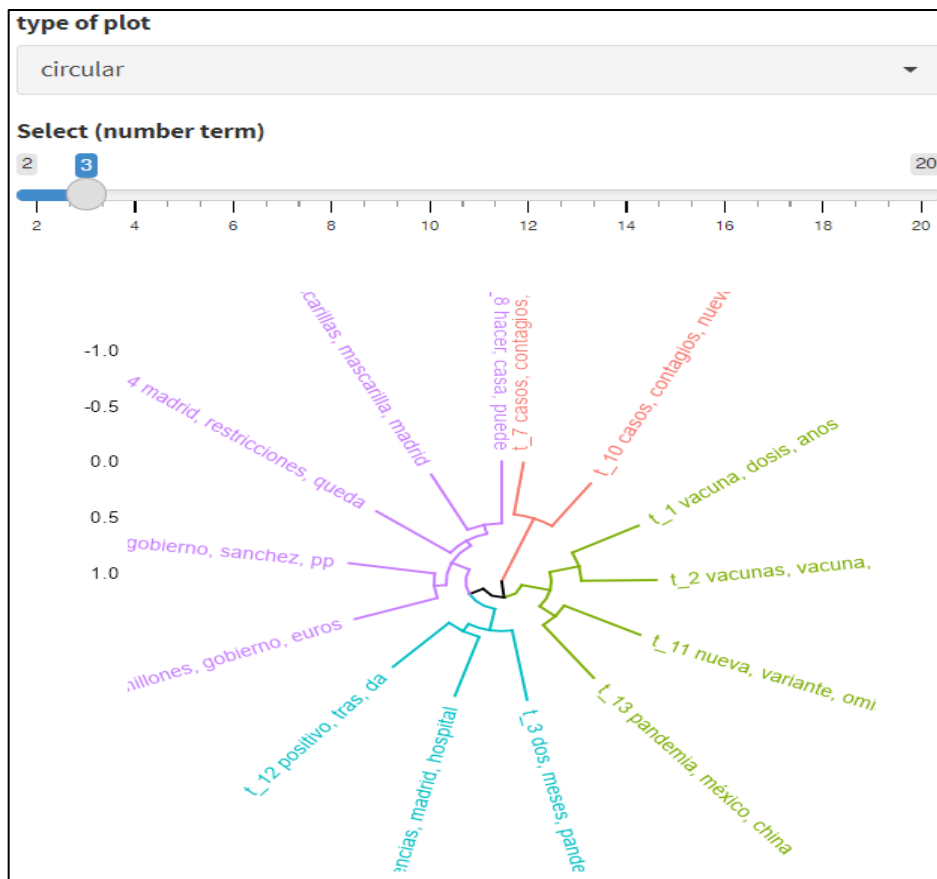 type of plot
circular
Select (number term)
2 3 20
2 4 6 8 10 12 14 16 18 20
-1.0
-0.5
0.0
0.5
1.0
carillas, mascarilla, madrid
_8 hacer, casa, puede
t_7 casos, contagios,
t_10 casos, contagios, nuev
4 madrid, restricciones, queda
t_1 vacuna, dosis, anos
gobierno, sanchez, pp
t_2 vacunas, vacuna,
millones, gobierno, euros
t_11 nueva, variante, omi
t_12 positivo, tras, da
encias, madrid, hospital
t_3 dos, meses, pande
t_13 pandemia, méxico, china